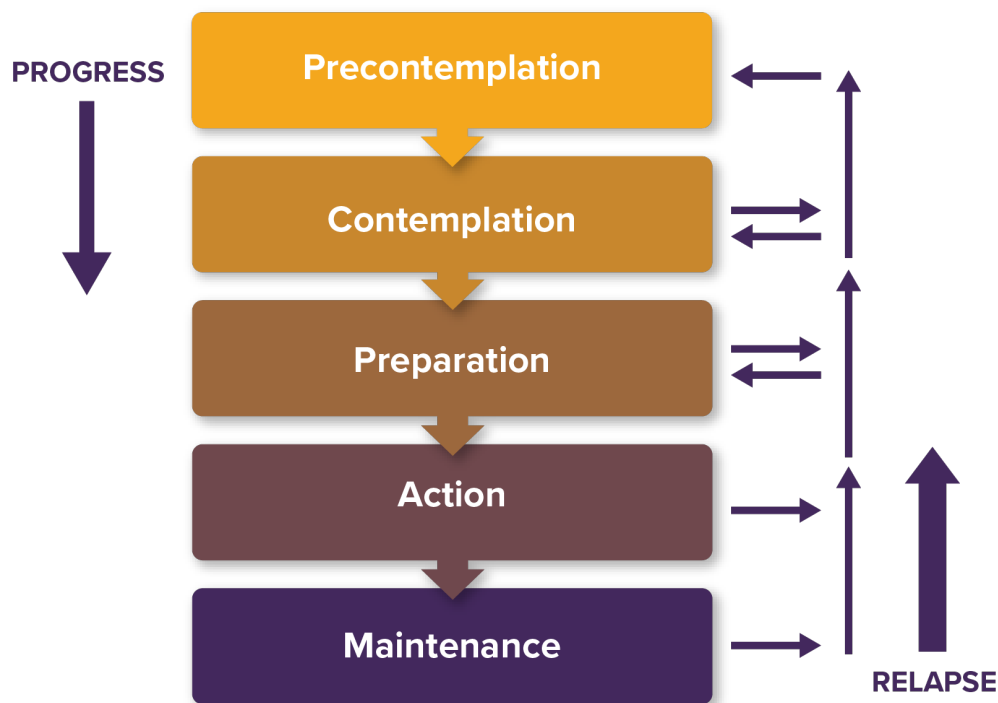 PROGRESS
Precontemplation
Contemplation
Preparation
Action
Maintenance
RELAPSE